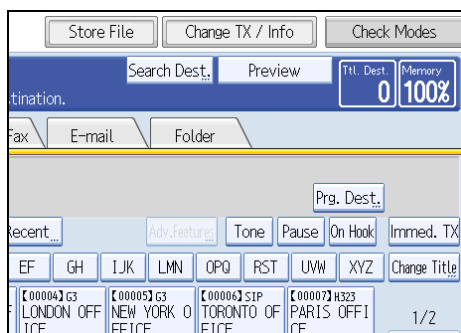 Store File Change TX / Info Check Modes
Search Dest. Preview Ttl. Dest. Memory
tination. 0 100%
Fax E-mail Folder
Prg. Dest.
Recent Adv.Features Tone Pause On Hook Immed. TX
EF GH IJK LMN OPQ RST UVW XYZ Change Title
【00004】G3 【00005】G3 【00006】SIP 【00007】H323
LONDON OFF NEW YORK O TORONTO OF PARIS OFFI 1/2
ICE FFICE FICE CE